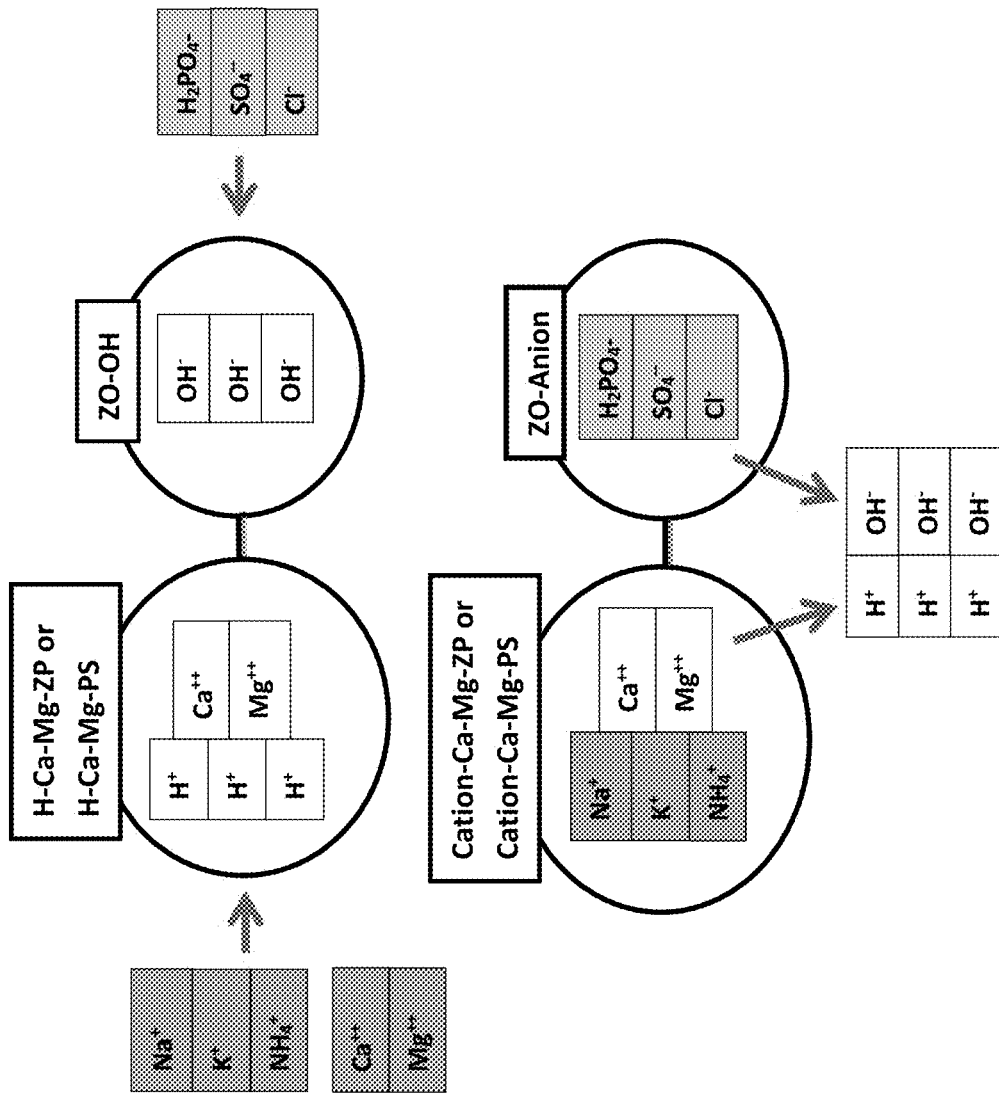 Na⁺
K⁺
NH₄⁺
Ca⁺⁺
Mg⁺⁺
H-Ca-Mg-ZP or
H-Ca-Mg-PS
H⁺
H⁺
H⁺
Ca⁺⁺
Mg⁺⁺
ZO-OH
OH⁻
OH⁻
OH⁻
H₂PO₄-
SO₄--
Cl
Cation-Ca-Mg-ZP or
Cation-Ca-Mg-PS
Na⁺
K⁺
NH₄⁺
Ca⁺⁺
Mg⁺⁺
ZO-Anion
H₂PO₄-
SO₄--
Cl
H⁺ OH⁻
H⁺ OH⁻
H⁺ OH⁻